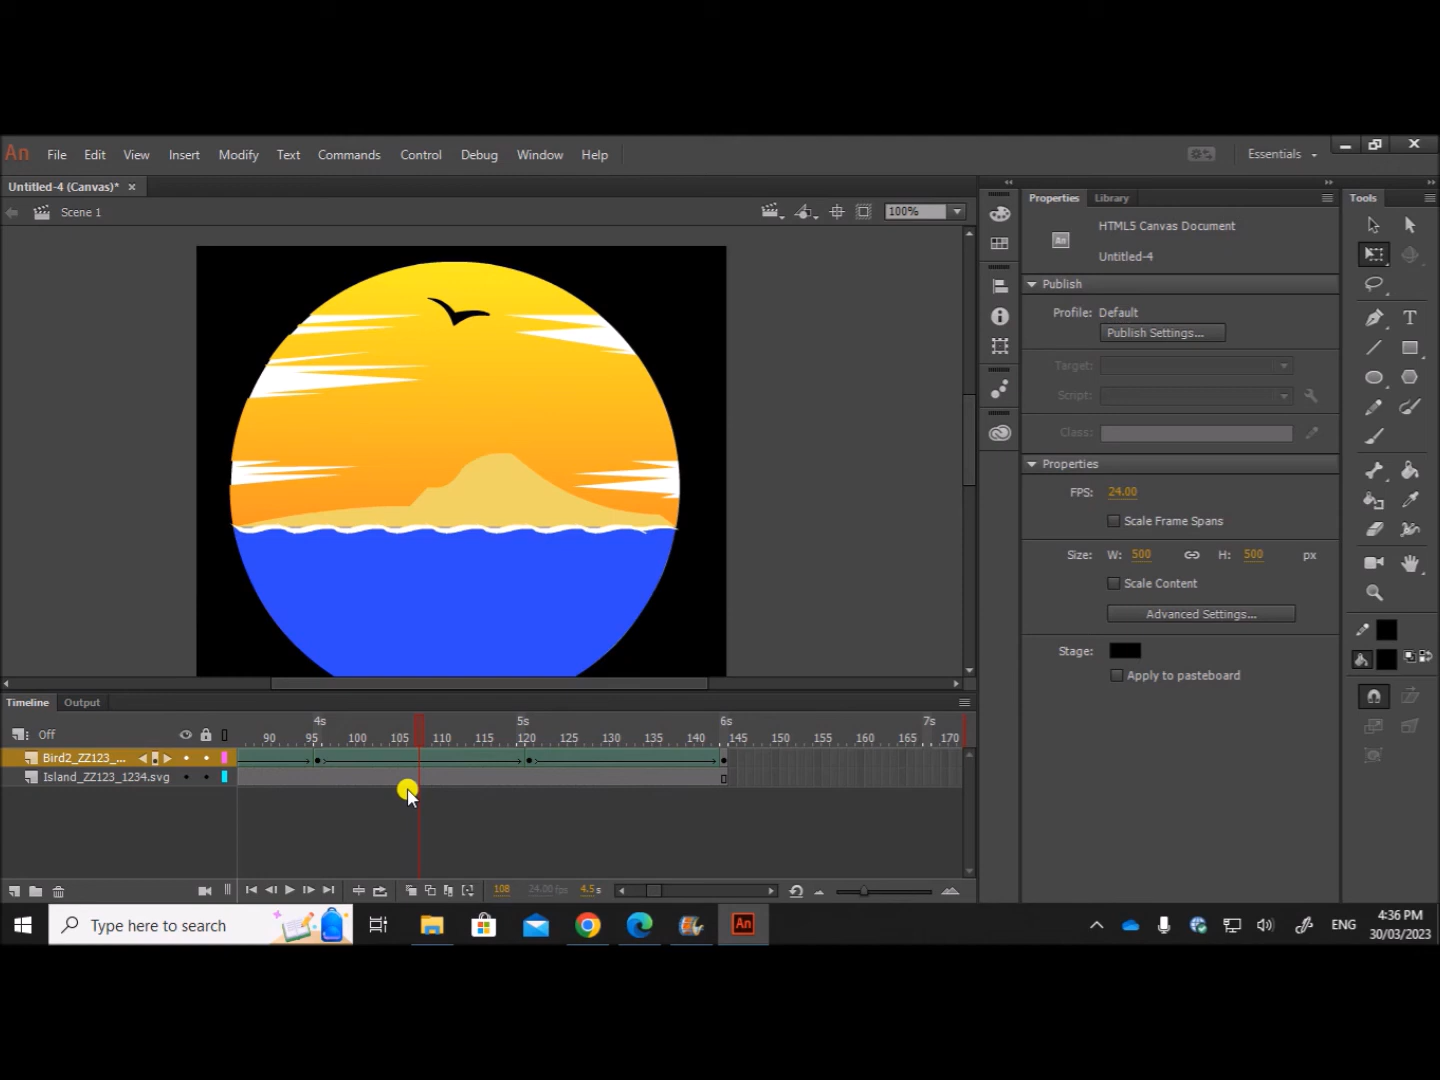 An File Edit View Insert Modify Text Commands Control Debug Window Help Essentials
Untitled-4 (Canvas)* ×
Scene 1 100%
Properties Library
HTML5 Canvas Document
Untitled-4
Publish
Profile: Default
Publish Settings...
Target:
Script:
Class:
Properties
FPS: 24.00
Scale Frame Spans
Size: W: 500 H: 500 px
Scale Content
Advanced Settings...
Stage:
Apply to pasteboard
Tools
Timeline Output
4s 5s 6s 7s
Off 90 95 100 105 110 115 120 125 130 135 140 145 150 155 160 165 170
Bird2_ZZ123_...
Island_ZZ123_1234.svg
108 24.00 fps 4.5 s
Type here to search
An
ENG
4:36 PM
30/03/2023